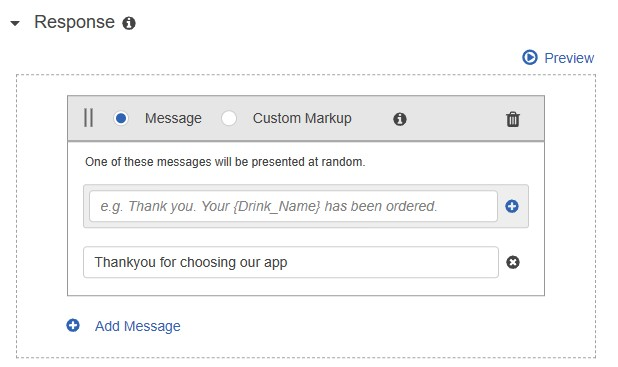 Response
Preview
Message Custom Markup
One of these messages will be presented at random.
e.g. Thank you. Your {Drink_Name} has been ordered.
Thankyou for choosing our app
Add Message